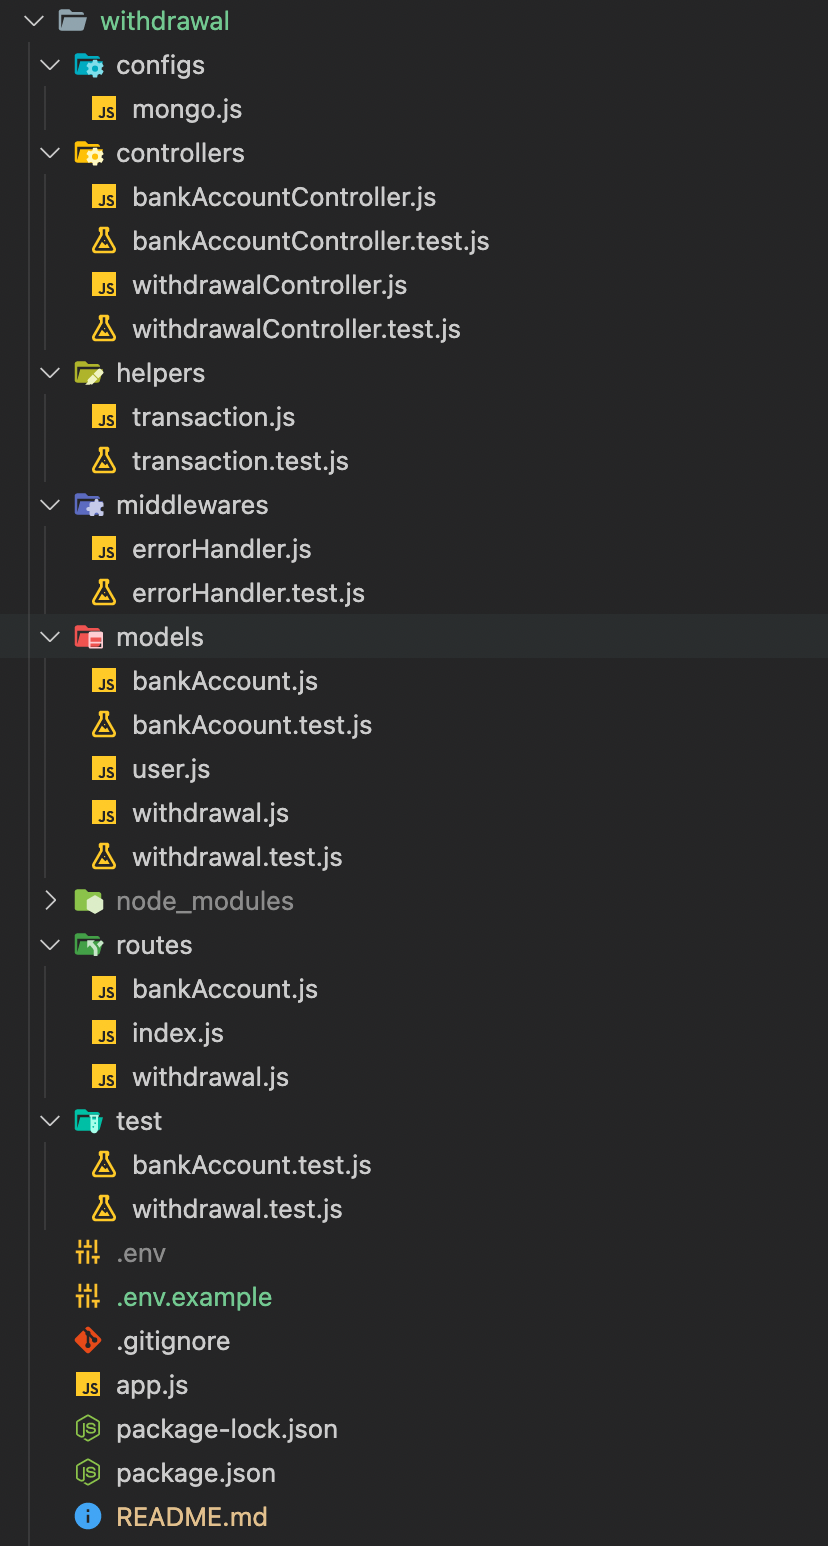 withdrawal
configs
JS mongo.js
controllers
JS bankAccountController.js
bankAccountController.test.js
JS withdrawalController.js
withdrawalController.test.js
helpers
JS transaction.js
transaction.test.js
middlewares
JS errorHandler.js
errorHandler.test.js
models
JS bankAccount.js
bankAcoount.test.js
JS user.js
JS withdrawal.js
withdrawal.test.js
node_modules
routes
JS bankAccount.js
JS index.js
JS withdrawal.js
test
bankAccount.test.js
withdrawal.test.js
.env
.env.example
.gitignore
JS app.js
JS package-lock.json
JS package.json
i README.md